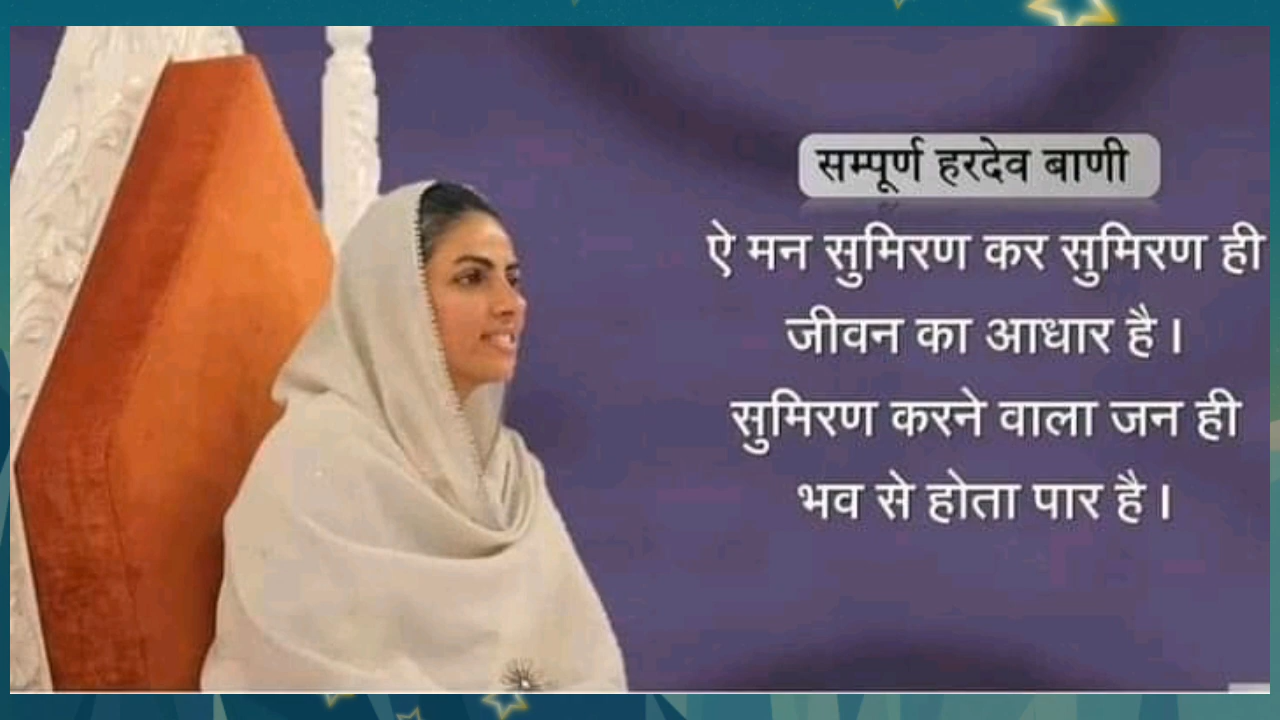 सम्पूर्ण हरदेव बाणी
ऐ मन सुमिरण कर सुमिरण ही
जीवन का आधार है ।
सुमिरण करने वाला जन ही
भव से होता पार है ।